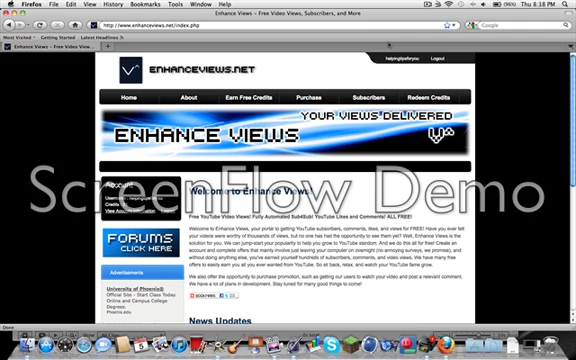 Firefox File Edit View History Bookmarks Tools Window Help
Thu 8:38 PM
Enhance Views – Free Video Views, Subscribers, and More
http://www.enhanceviews.net/index.php
Google
Most Visited Getting Started Latest Headlines
Enhance Views – Free Video View...
ENHANCEVIEWS.NET
helpingtipsforyou Logout
Home About Earn Free Credits Purchase Subscribers Redeem Credits
YOUR VIEWS DELIVERED
ENHANCE VIEWS
ScreenFlow Demo
Account
Welcome to Enhance Views!
Free YouTube Video Views! Fully Automated Sub4Sub! YouTube Likes and Comments! ALL FREE!
Welcome to Enhance Views, your portal to getting YouTube subscribers, comments, likes, and views for FREE! Have you ever felt
your videos were worthy of thousands of views, but no one has had the opportunity to see them yet? Well, Enhance Views is the
solution for you. We can jump-start your popularity to help you grow to YouTube stardom. And we do this all for free! Create an
account and complete offers that mainly involve just leaving your computer on overnight (no annoying surveys, we promise), and
without doing anything else, you've earned yourself hundreds of subscribers, comments, and video views. We have many free
offers to easily earn you all you ever wanted from YouTube. So sit back, relax, and watch your YouTube fame grow.
We also offer the opportunity to purchase promotion, such as getting our users to watch your video and post a relevant comment.
We have a lot of plans in development. Stay tuned for many good things to come!
FORUMS
CLICK HERE
Advertisements
University of Phoenix®
Official Site - Start Class Today
Online and Campus College
Degrees.
Phoenix.edu
BOOKMARK
News Updates
Done